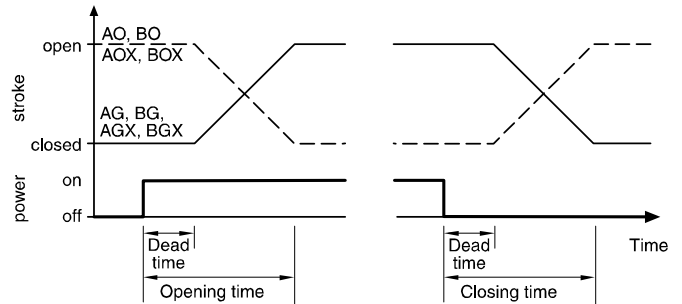 open
AO, BO
AOX, BOX
stroke
AG, BG,
AGX, BGX
closed
on
power
off
Dead
time
Dead
time
Time
Opening time
Closing time